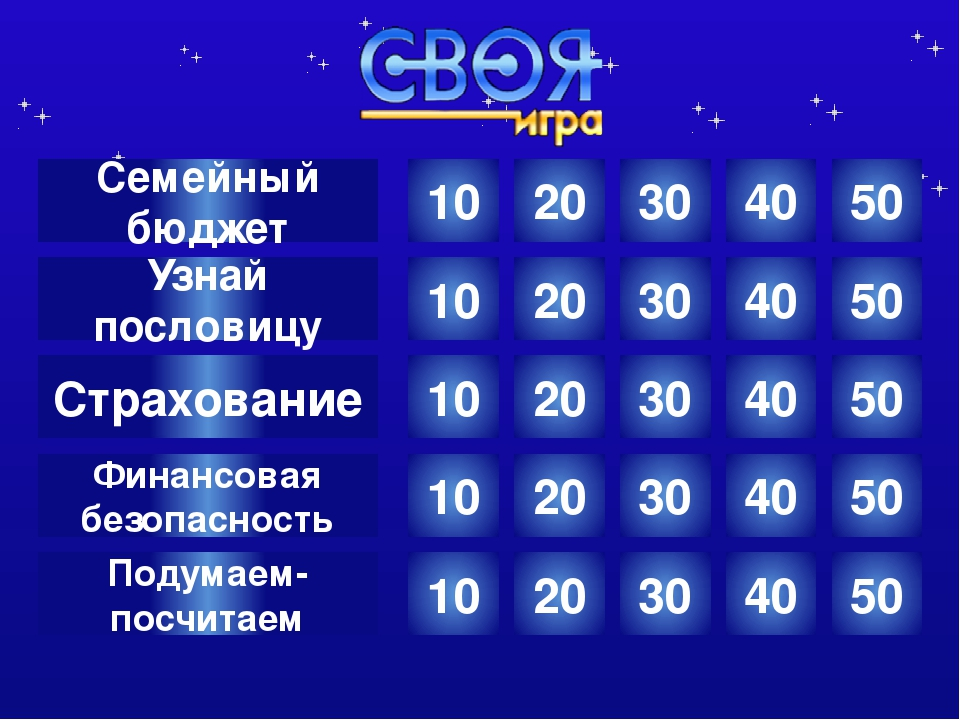 СВОЯ
игра
Семейный
бюджет
10 20 30 40 50
Узнай
пословицу
10 20 30 40 50
Страхование 10 20 30 40 50
Финансовая
безопасность
10 20 30 40 50
Подумаем-
посчитаем
10 20 30 40 50